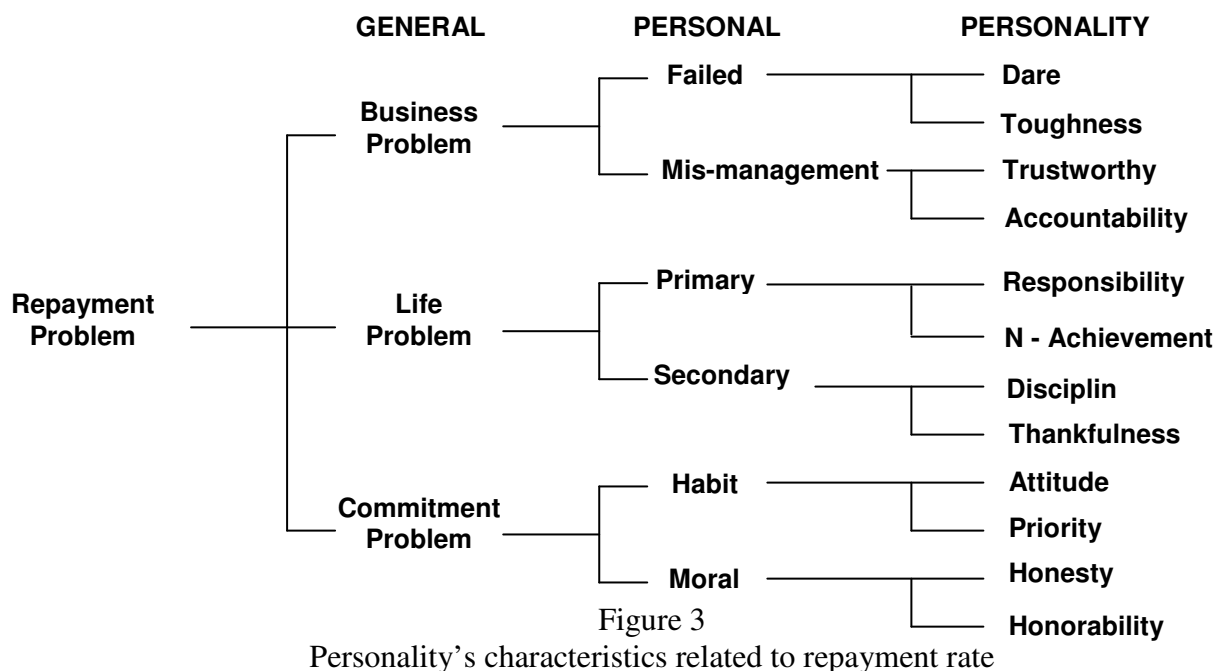 GENERAL PERSONAL PERSONALITY
Failed Dare
Business
Problem
Toughness
Mis-management Trustworthy
Accountability
Primary Responsibility
Repayment
Problem
Life
Problem
N - Achievement
Secondary Disciplin
Thankfulness
Habit Attitude
Commitment
Problem
Priority
Moral Honesty
Honorability
Figure 3
Personality's characteristics related to repayment rate